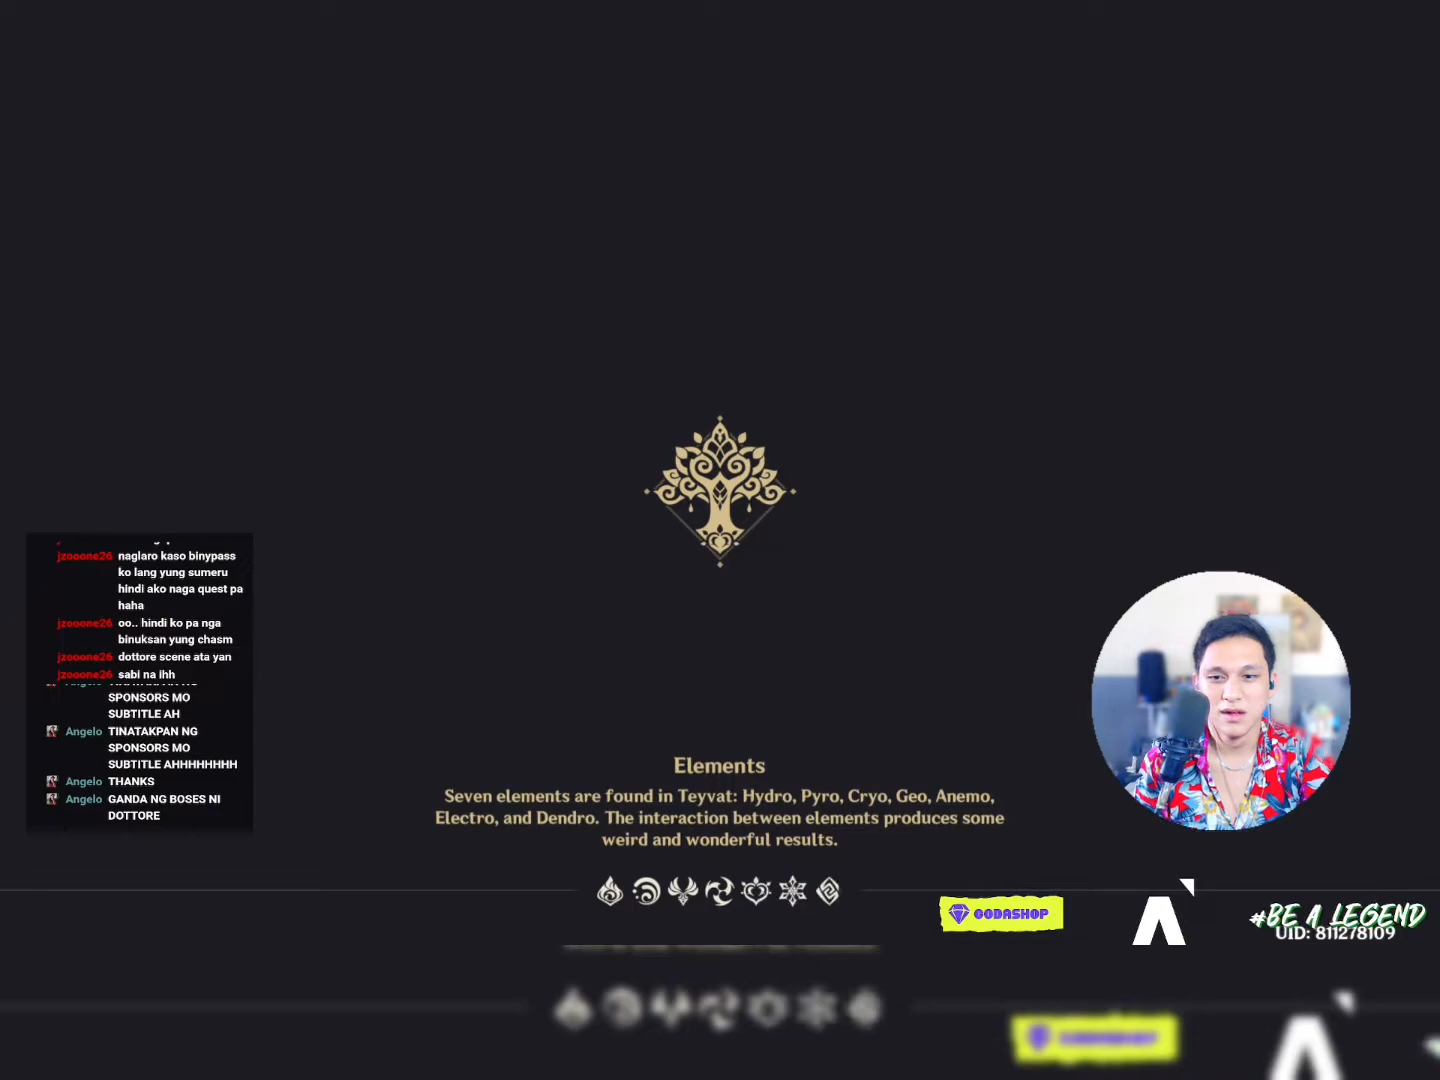 jzooone26 naglaro kaso binypass
ko lang yung sumeru
hindi ako naga quest pa
haha
jzooone26 oo.. hindi ko pa nga
binuksan yung chasm
jzooone26 dottore scene ata yan
jzooone26 sabi na ihh
SPONSORS MO
SUBTITLE AH
Angelo TINATAKPAN NG
SPONSORS MO
SUBTITLE AHHHHHHHH
Angelo THANKS
Angelo GANDA NG BOSES NI
DOTTORE
Elements
Seven elements are found in Teyvat: Hydro, Pyro, Cryo, Geo, Anemo,
Electro, and Dendro. The interaction between elements produces some
weird and wonderful results.
CODASHOP
#BE A LEGEND
UID: 811278109